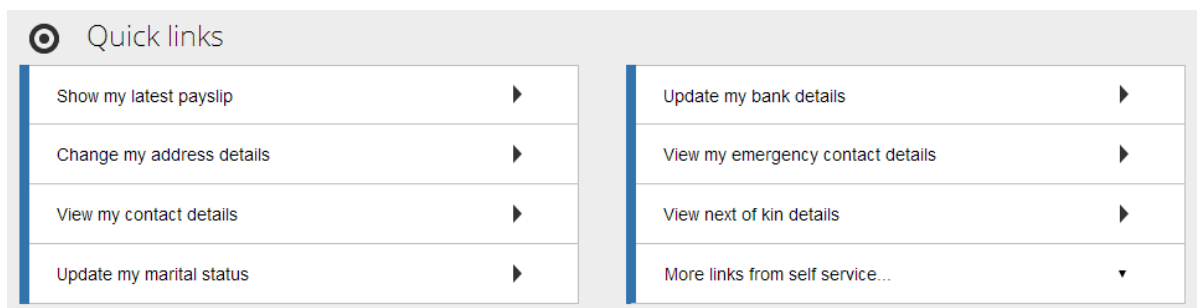 Quick links
Show my latest payslip
Change my address details
View my contact details
Update my marital status
Update my bank details
View my emergency contact details
View next of kin details
More links from self service...